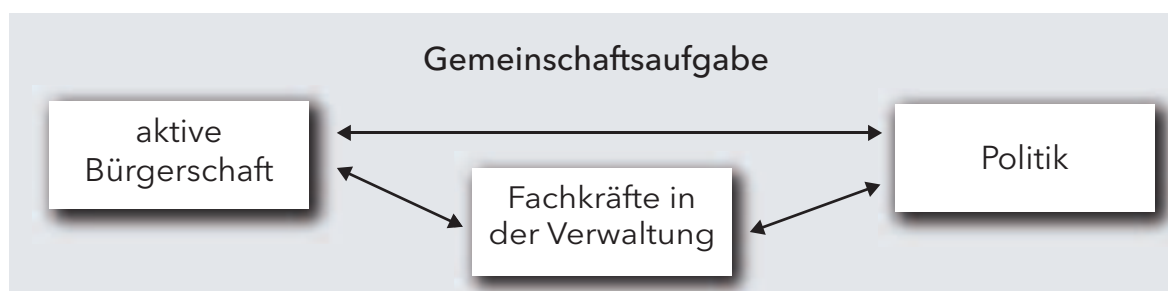 Gemeinschaftsaufgabe
aktive
Bürgerschaft
Fachkräfte in
der Verwaltung
Politik